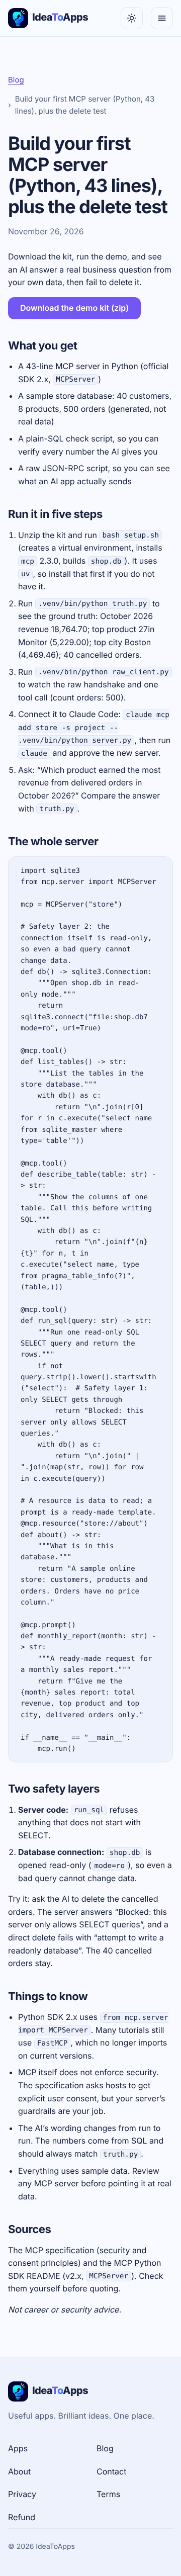 IdeaToApps
Blog
› Build your first MCP server (Python, 43
lines), plus the delete test
Build your first
MCP server
(Python, 43 lines),
plus the delete test
November 26, 2026
Download the kit, run the demo, and see
an AI answer a real business question from
your own data, then fail to delete it.
Download the demo kit (zip)
What you get
• A 43-line MCP server in Python (official
SDK 2.x, MCPServer )
• A sample store database: 40 customers,
8 products, 500 orders (generated, not
real data)
• A plain-SQL check script, so you can
verify every number the AI gives you
• A raw JSON-RPC script, so you can see
what an AI app actually sends
Run it in five steps
1. Unzip the kit and run bash setup.sh
(creates a virtual environment, installs
mcp 2.3.0, builds shop.db ). It uses
uv , so install that first if you do not
have it.
2. Run .venv/bin/python truth.py to
see the ground truth: October 2026
revenue 18,764.70; top product 27in
Monitor (5,229.00); top city Boston
(4,469.46); 40 cancelled orders.
3. Run .venv/bin/python raw_client.py
to watch the raw handshake and one
tool call (count orders: 500).
4. Connect it to Claude Code: claude mcp
add store -s project --
.venv/bin/python server.py , then run
claude and approve the new server.
5. Ask: “Which product earned the most
revenue from delivered orders in
October 2026?” Compare the answer
with truth.py .
The whole server
import sqlite3
from mcp.server import MCPServer
mcp = MCPServer("store")
# Safety layer 2: the
connection itself is read-only,
so even a bad query cannot
change data.
def db() -> sqlite3.Connection:
"""Open shop.db in read-
only mode."""
return
sqlite3.connect("file:shop.db?
mode=ro", uri=True)
@mcp.tool()
def list_tables() -> str:
"""List the tables in the
store database."""
with db() as c:
return "\n".join(r[0]
for r in c.execute("select name
from sqlite_master where
type='table'"))
@mcp.tool()
def describe_table(table: str) -
> str:
"""Show the columns of one
table. Call this before writing
SQL."""
with db() as c:
return "\n".join(f"{n}
{t}" for n, t in
c.execute("select name, type
from pragma_table_info(?)",
(table,)))
@mcp.tool()
def run_sql(query: str) -> str:
"""Run one read-only SQL
SELECT query and return the
rows."""
if not
query.strip().lower().startswith
("select"):  # Safety layer 1:
only SELECT gets through
return "Blocked: this
server only allows SELECT
queries."
with db() as c:
return "\n".join(" |
".join(map(str, row)) for row
in c.execute(query))
# A resource is data to read; a
prompt is a ready-made template.
@mcp.resource("store://about")
def about() -> str:
"""What is in this
database."""
return "A sample online
store: customers, products and
orders. Orders have no price
column."
@mcp.prompt()
def monthly_report(month: str) -
> str:
"""A ready-made request for
a monthly sales report."""
return f"Give me the
{month} sales report: total
revenue, top product and top
city, delivered orders only."
if __name__ == "__main__":
mcp.run()
Two safety layers
1. Server code: run_sql refuses
anything that does not start with
SELECT.
2. Database connection: shop.db is
opened read-only ( mode=ro ), so even a
bad query cannot change data.
Try it: ask the AI to delete the cancelled
orders. The server answers “Blocked: this
server only allows SELECT queries”, and a
direct delete fails with “attempt to write a
readonly database”. The 40 cancelled
orders stay.
Things to know
• Python SDK 2.x uses from mcp.server
import MCPServer . Many tutorials still
use FastMCP , which no longer imports
on current versions.
• MCP itself does not enforce security.
The specification asks hosts to get
explicit user consent, but your server’s
guardrails are your job.
• The AI’s wording changes from run to
run. The numbers come from SQL and
should always match truth.py .
• Everything uses sample data. Review
any MCP server before pointing it at real
data.
Sources
The MCP specification (security and
consent principles) and the MCP Python
SDK README (v2.x, MCPServer ). Check
them yourself before quoting.
Not career or security advice.
IdeaToApps
Useful apps. Brilliant ideas. One place.
Apps Blog
About Contact
Privacy Terms
Refund
© 2026 IdeaToApps